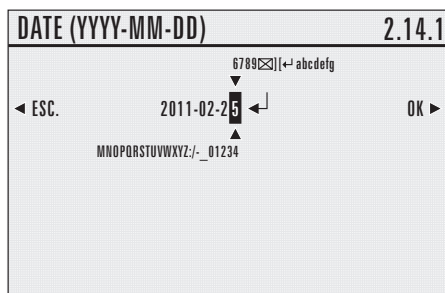 DATE (YYYY-MM-DD) 2.14.1
6789⌧][↵ abcdefg
▼
◄ ESC. 2011-02-25 ↵ OK ►
▲
MNOPQRSTUVWXYZ:/-_01234